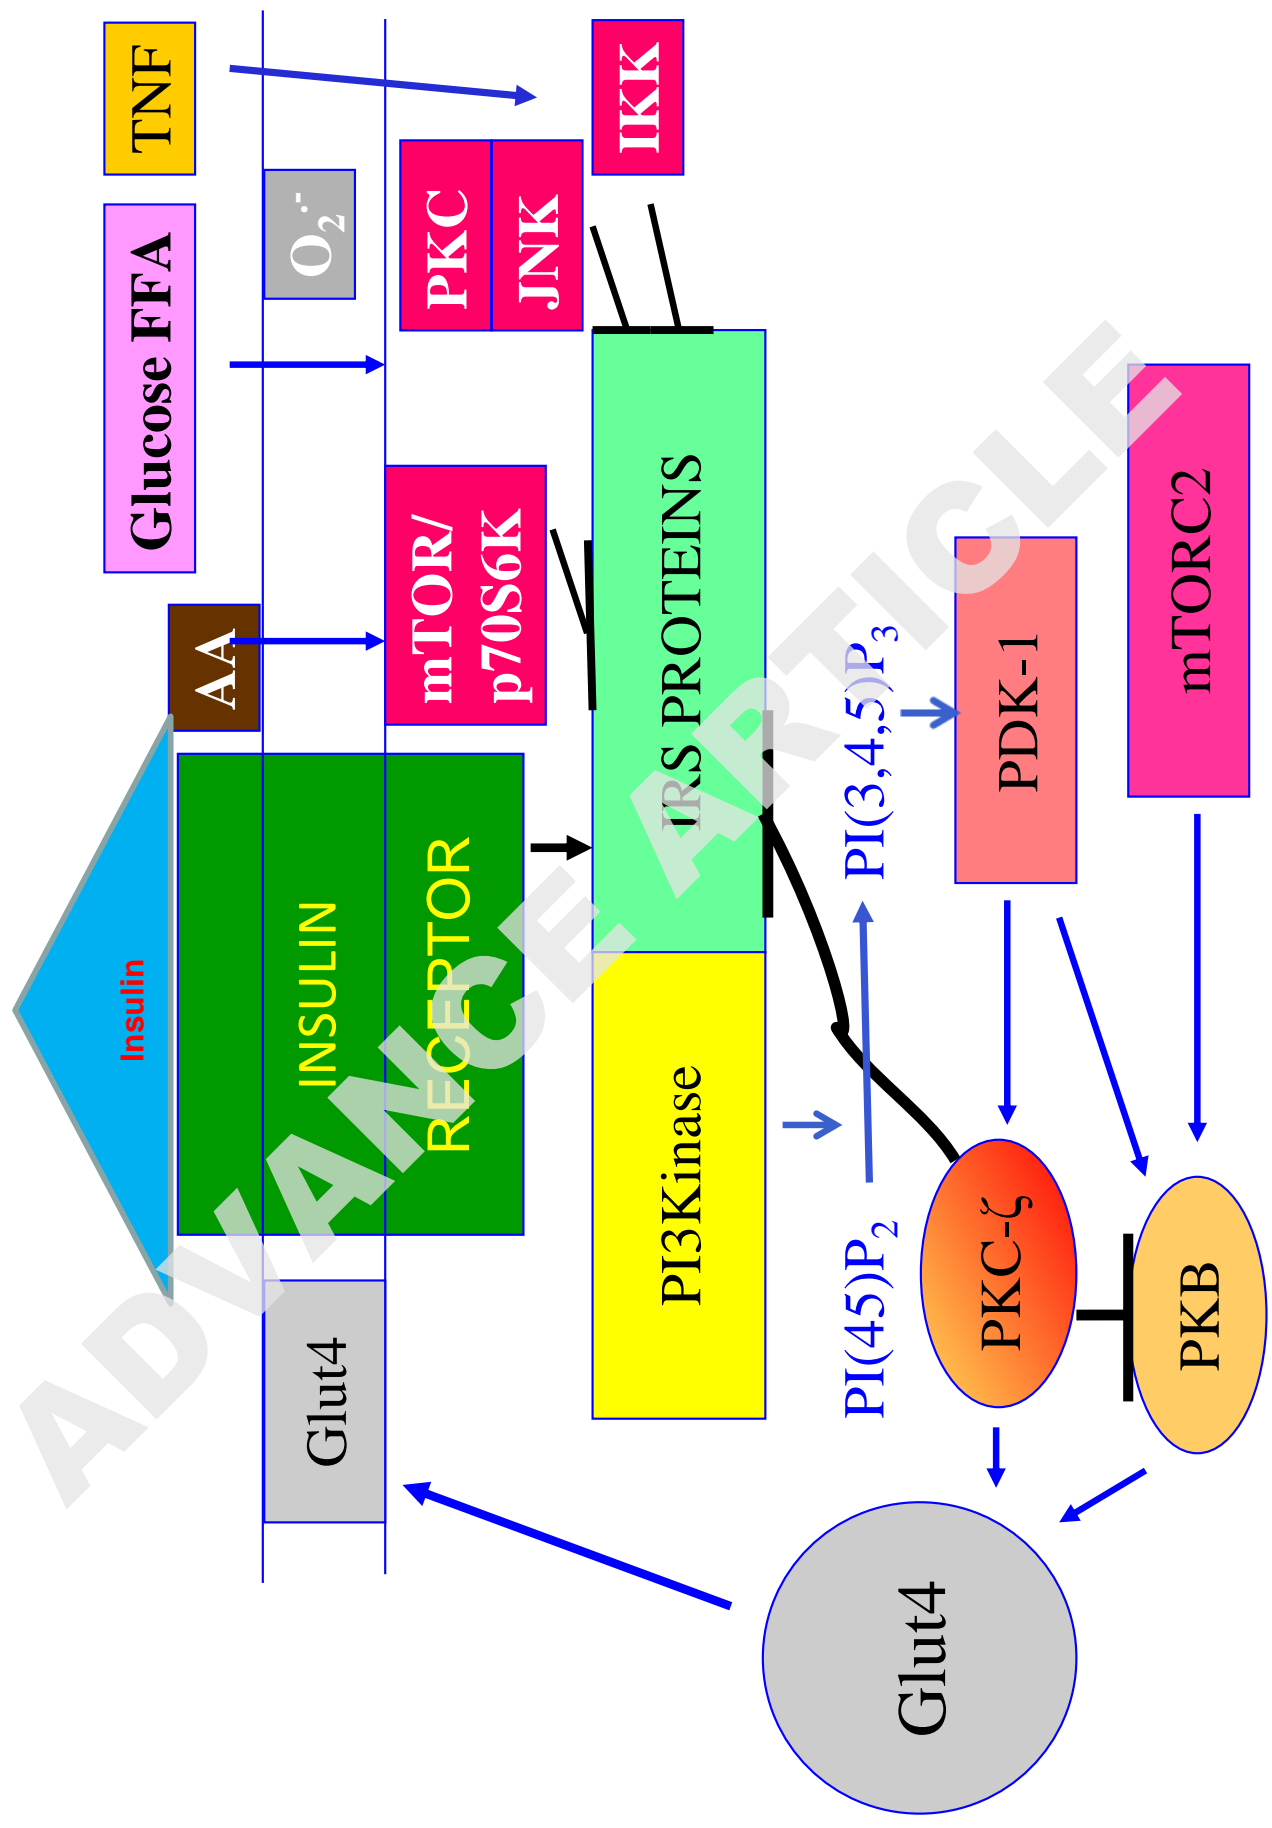 Insulin
AA
Glucose FFA
TNF
Glut4
INSULIN
RECEPTOR
O2.-
mTOR/
p70S6K
PKC
JNK
IKK
PI3Kinase
IRS PROTEINS
PI(45)P2
PI(3,4,5)P3
Glut4
PKC-ζ
PDK-1
PKB
mTORC2
ADVANCE ARTICLE